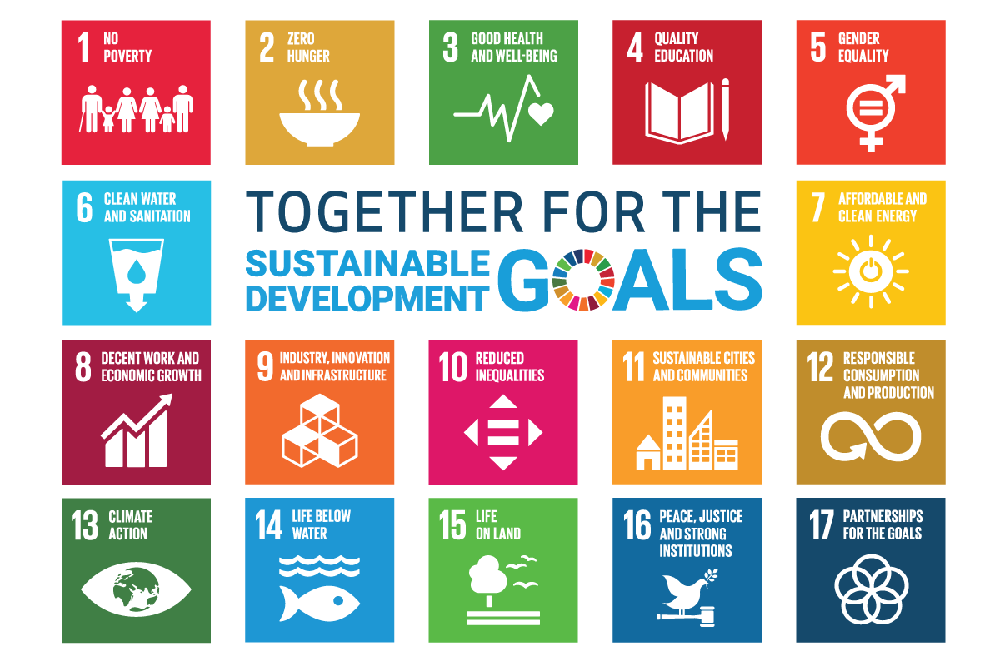 1 NO
POVERTY
2 ZERO
HUNGER
3 GOOD HEALTH
AND WELL-BEING
4 QUALITY
EDUCATION
5 GENDER
EQUALITY
6 CLEAN WATER
AND SANITATION
TOGETHER FOR THE
SUSTAINABLE
DEVELOPMENT
GOALS
7 AFFORDABLE AND
CLEAN ENERGY
8 DECENT WORK AND
ECONOMIC GROWTH
9 INDUSTRY, INNOVATION
AND INFRASTRUCTURE
10 REDUCED
INEQUALITIES
11 SUSTAINABLE CITIES
AND COMMUNITIES
12 RESPONSIBLE
CONSUMPTION
AND PRODUCTION
13 CLIMATE
ACTION
14 LIFE BELOW
WATER
15 LIFE
ON LAND
16 PEACE, JUSTICE
AND STRONG
INSTITUTIONS
17 PARTNERSHIPS
FOR THE GOALS